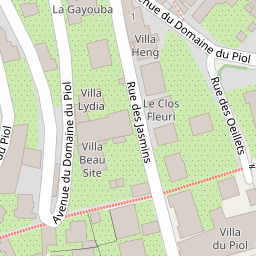 La Gayouba
Avenue du Domaine du Piol
Villa
Heng
Villa
Lydia
Le Clos
Fleuri
Rue des Jasmins
Rue des Oeillets
Avenue du Domaine du Piol
du Piol
Villa
Beau
Site
Villa
du Piol